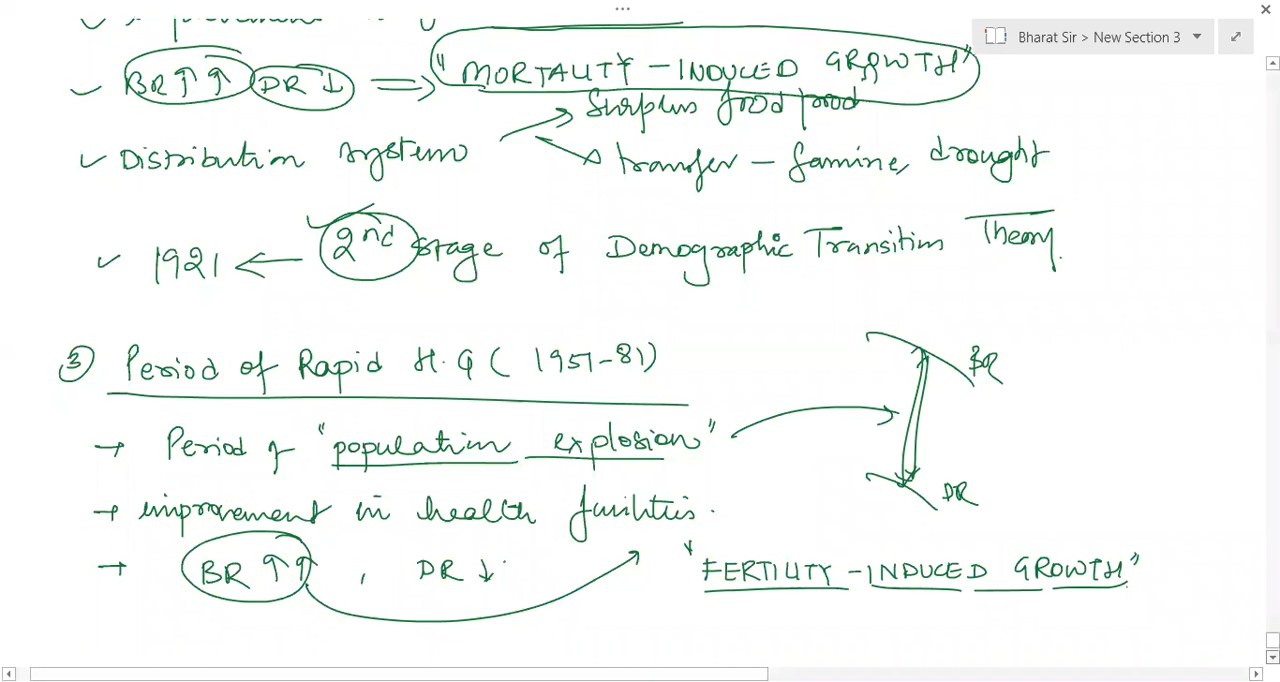 Bharat Sir > New Section 3
✓ BR ↑↑ DR ↓ ⇒ "MORTALITY - INDUCED GROWTH"
✓ Distribution system → Surplus food prod
→ transfer - famine, drought
✓ 1921 ← 2nd stage of Demographic Transition Theory.
③ Period of Rapid H.G ( 1951-81)
→ Period of "population explosion" →
BR
DR
→ improvement in health facilities.
→ BR ↑↑ , DR ↓ "FERTILITY - INDUCED GROWTH"